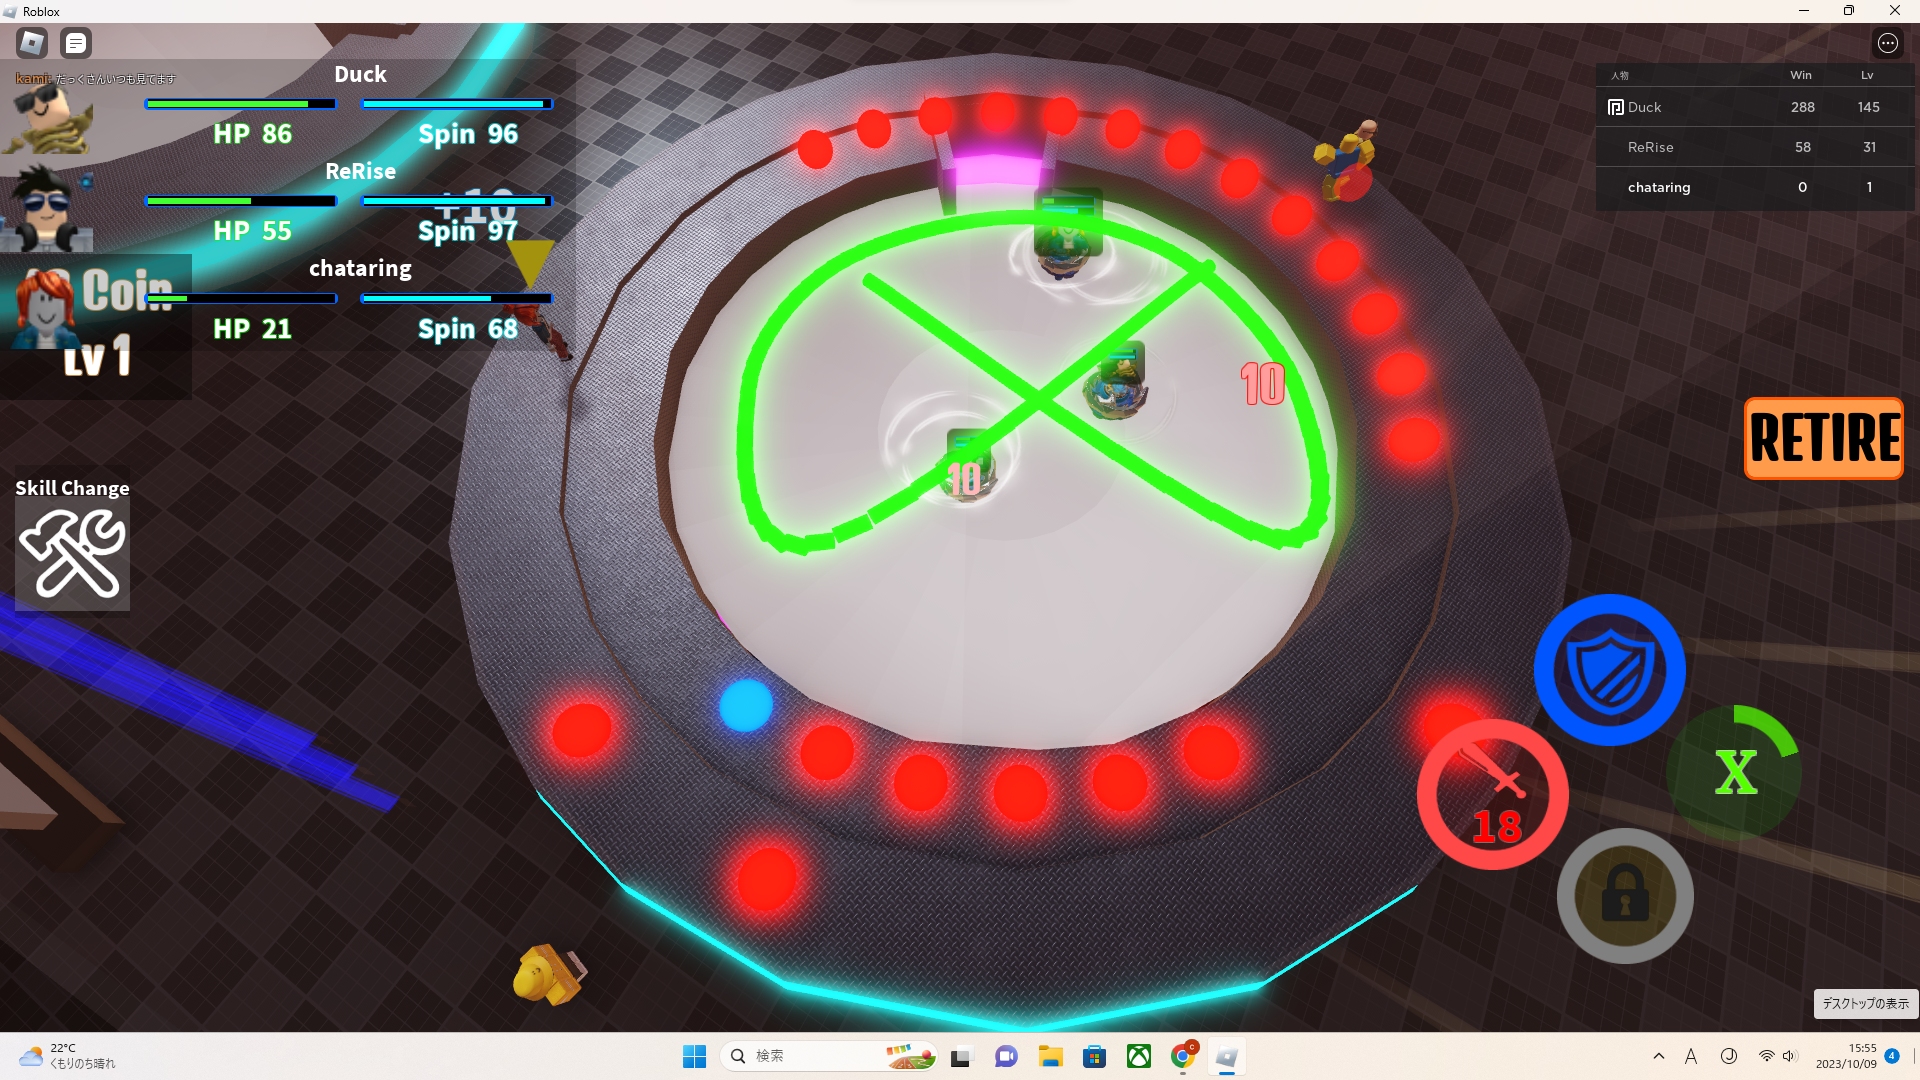 Roblox
kami: だっくさんいつも見てます
Duck
HP 86
Spin 96
ReRise
+10
HP 55
Spin 97
chataring
Coin
HP 21
Spin 68
Lv 1
人物 Win Lv
Duck 288 145
ReRise 58 31
chataring 0 1
10
10
RETIRE
Skill Change
X
18
デスクトップの表示
22°C
くもりのち晴れ
検索
C
A
J
15:55
2023/10/09
4